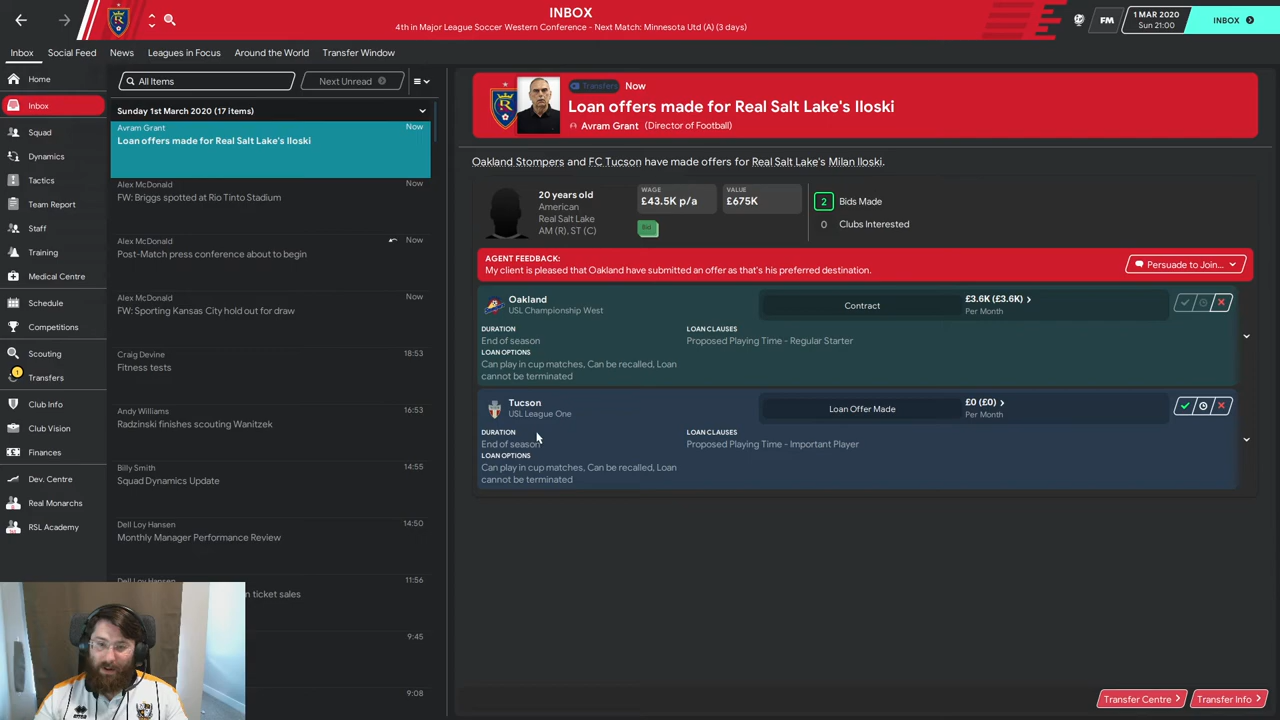 INBOX
4th in Major League Soccer Western Conference - Next Match: Minnesota Utd (A) (3 days)
FM
1 MAR 2020
SUN 21:00
INBOX
Inbox Social Feed News Leagues in Focus Around the World Transfer Window
Home
Inbox
Squad
Dynamics
Tactics
Team Report
Staff
Training
Medical Centre
Schedule
Competitions
Scouting
1
Transfers
Club Info
Club Vision
Finances
Dev. Centre
Real Monarchs
RSL Academy
All Items
Next Unread
Sunday 1st March 2020 (17 items)
Avram Grant Now
Loan offers made for Real Salt Lake's Iloski
Alex McDonald Now
FW: Briggs spotted at Rio Tinto Stadium
Alex McDonald Now
Post-Match press conference about to begin
Alex McDonald Now
FW: Sporting Kansas City hold out for draw
Craig Devine 18:53
Fitness tests
Andy Williams 16:53
Radzinski finishes scouting Wanitzek
Billy Smith 14:55
Squad Dynamics Update
Dell Loy Hansen 14:50
Monthly Manager Performance Review
Dell Loy Hansen 11:56
ticket sales
9:45
9:08
Transfers Now
Loan offers made for Real Salt Lake's Iloski
Avram Grant (Director of Football)
Oakland Stompers and FC Tucson have made offers for Real Salt Lake's Milan Iloski.
20 years old
American
Real Salt Lake
AM (R), ST (C)
WAGE
£43.5K p/a
VALUE
£675K
Bid
2 Bids Made
0 Clubs Interested
AGENT FEEDBACK:
My client is pleased that Oakland have submitted an offer as that's his preferred destination.
Persuade to Join...
Oakland
USL Championship West
Contract
£3.6K (£3.6K)
Per Month
DURATION
End of season
LOAN OPTIONS
Can play in cup matches, Can be recalled, Loan
cannot be terminated
LOAN CLAUSES
Proposed Playing Time - Regular Starter
Tucson
USL League One
Loan Offer Made
£0 (£0)
Per Month
DURATION
End of season
LOAN OPTIONS
Can play in cup matches, Can be recalled, Loan
cannot be terminated
LOAN CLAUSES
Proposed Playing Time - Important Player
Transfer Centre
Transfer Info